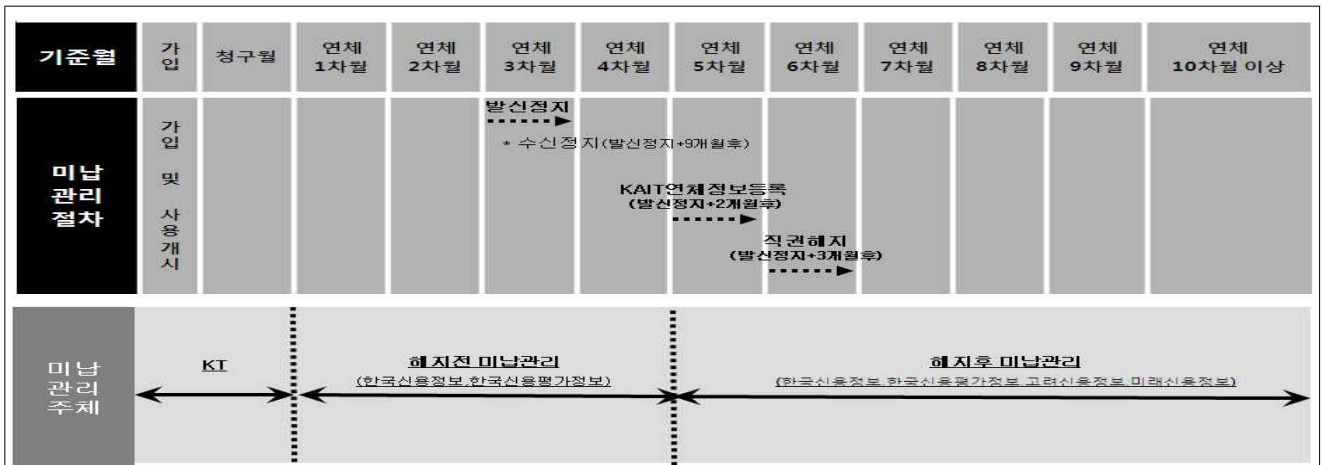 기준월
가입
청구월
연체 1차월
연체 2차월
연체 3차월
연체 4차월
연체 5차월
연체 6차월
연체 7차월
연체 8차월
연체 9차월
연체 10차월 이상
미납
관리
절차
가입 및 사용개시
발신정지
* 수신정지(발신정지+9개월후)
KAIT연체정보등록
(발신정지+2개월후)
직권해지
(발신정지+3개월후)
미납
관리
주체
KT
해지전 미납관리
(한국신용정보,한국신용평가정보)
해지후 미납관리
(한국신용정보,한국신용평가정보,고려신용정보,미래신용정보)